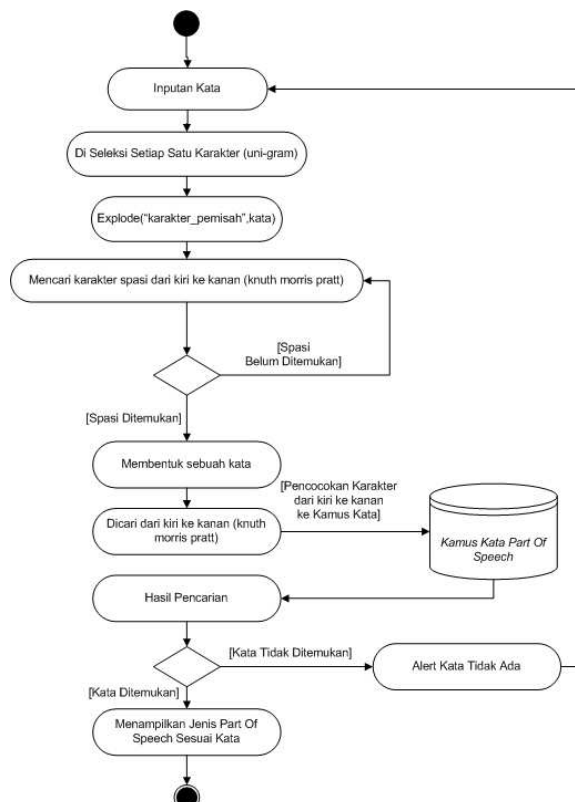 Inputan Kata
Di Seleksi Setiap Satu Karakter (uni-gram)
Explode("karakter_pemisah",kata)
Mencari karakter spasi dari kiri ke kanan (knuth morris pratt)
[Spasi
Belum Ditemukan]
[Spasi Ditemukan]
Membentuk sebuah kata
[Pencocokan Karakter
dari kiri ke kanan
ke Kamus Kata]
Dicari dari kiri ke kanan (knuth
morris pratt)
Kamus Kata Part Of
Speech
Hasil Pencarian
[Kata Tidak Ditemukan]
Alert Kata Tidak Ada
[Kata Ditemukan]
Menampilkan Jenis Part Of
Speech Sesuai Kata